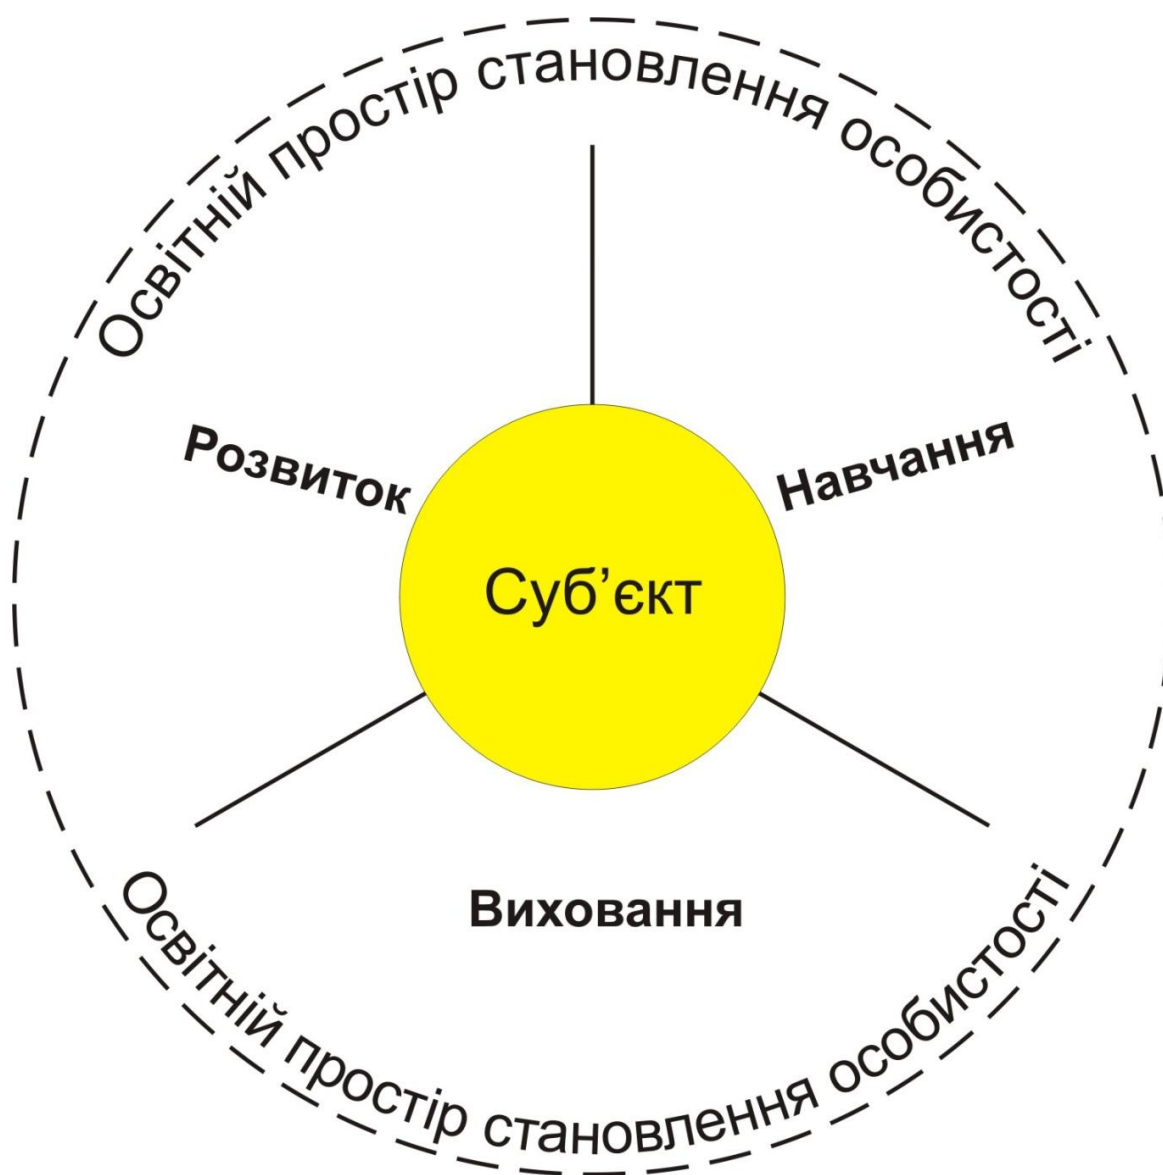 Освітній простір становлення особистості
Розвиток
Навчання
Суб’єкт
Виховання
Освітній простір становлення особистості